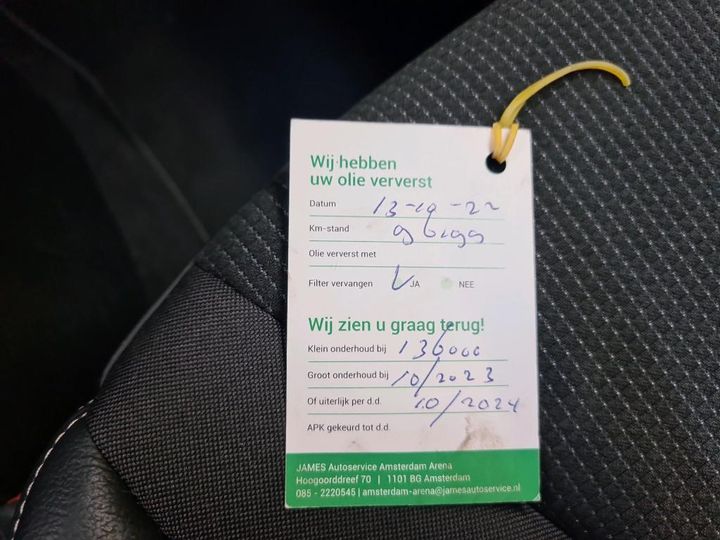 Wij hebben
uw olie ververst
Datum 13-10-22
Km-stand
Olie ververst met
Filter vervangen JA NEE
Wij zien u graag terug!
Klein onderhoud bij 136000
Groot onderhoud bij 10/2023
Of uiterlijk per d.d. 10/2024
APK gekeurd tot d.d.
JAMES Autoservice Amsterdam Arena
Hoogoorddreef 70 | 1101 BG Amsterdam
085 - 2220545 | amsterdam-arena@jamesautoservice.nl